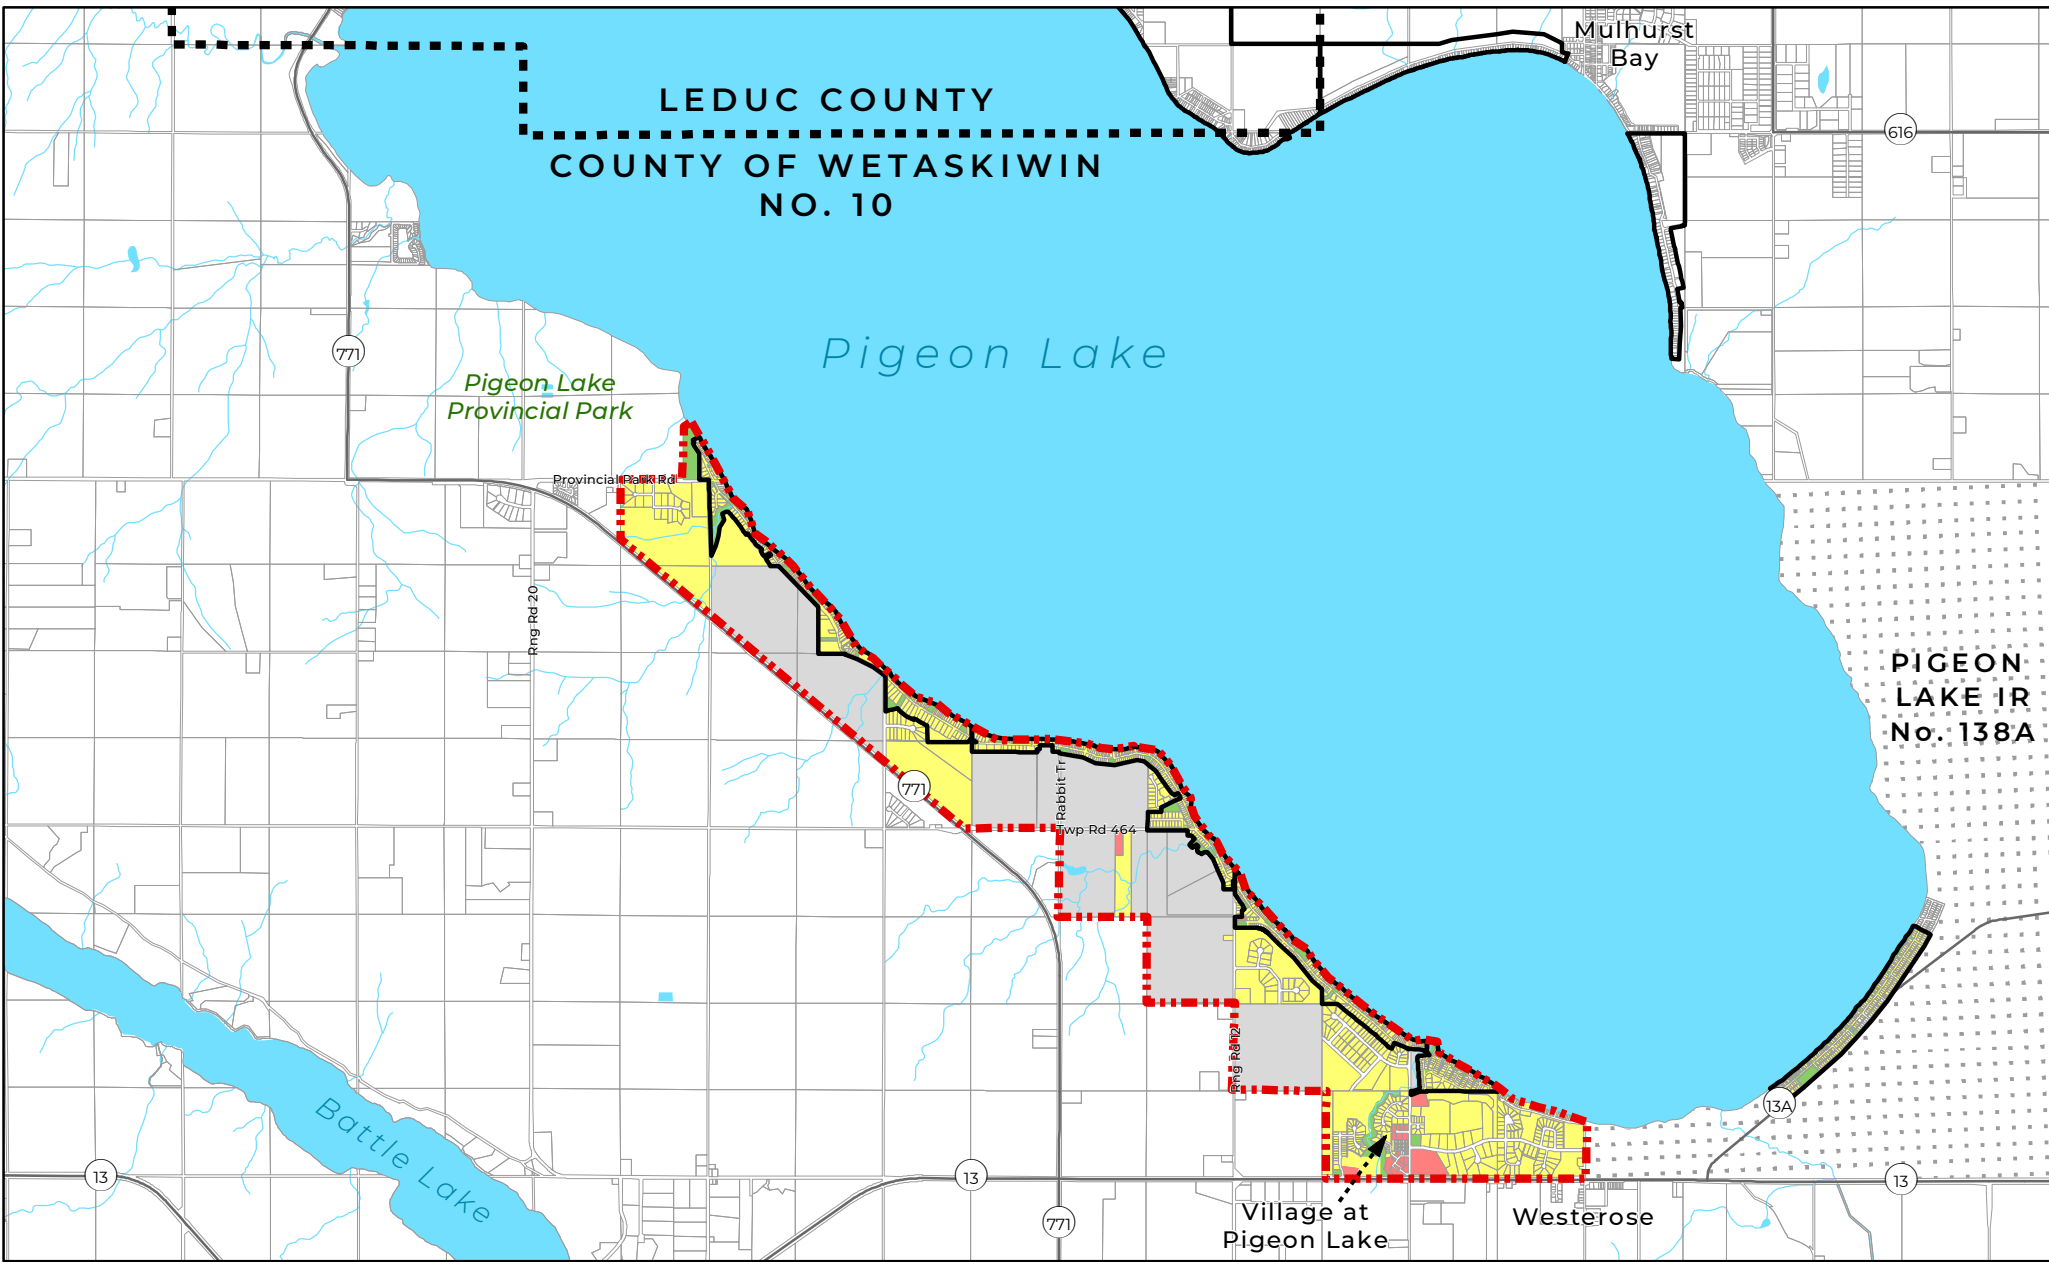 Mulhurst
Bay
LEDUC COUNTY
616
COUNTY OF WETASKIWIN
NO. 10
Pigeon Lake
771
Pigeon Lake
Provincial Park
Provincial Park Rd
Rng Rd 20
PIGEON
LAKE IR
No. 138A
771
TRabbit Tr
Twp Rd 464
Rng Rd 12
13A
Battle Lake
13
13
13
771
Village at
Pigeon Lake
Westerose